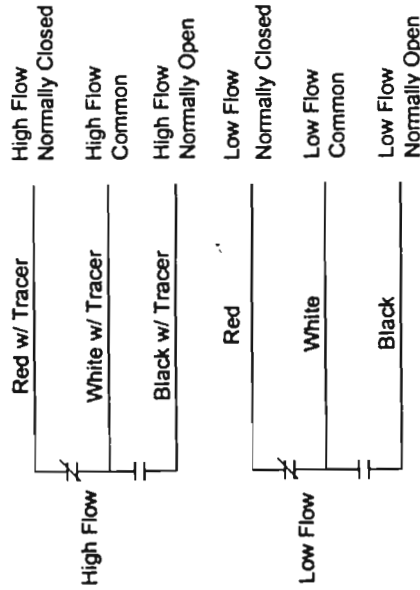 High Flow
Red w/ Tracer
High Flow
Normally Closed
White w/ Tracer
High Flow
Common
Black w/ Tracer
High Flow
Normally Open
Low Flow
Red
Low Flow
Normally Closed
White
Low Flow
Common
Black
Low Flow
Normally Open